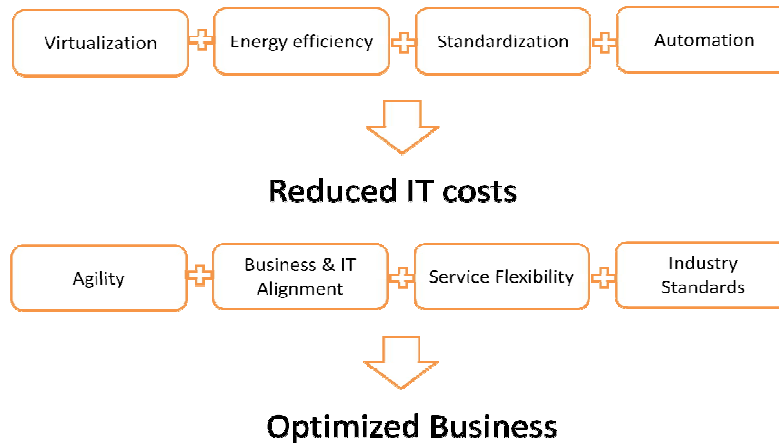 Virtualization
Energy efficiency
Standardization
Automation
Reduced IT costs
Agility
Business & IT
Alignment
Service Flexibility
Industry
Standards
Optimized Business